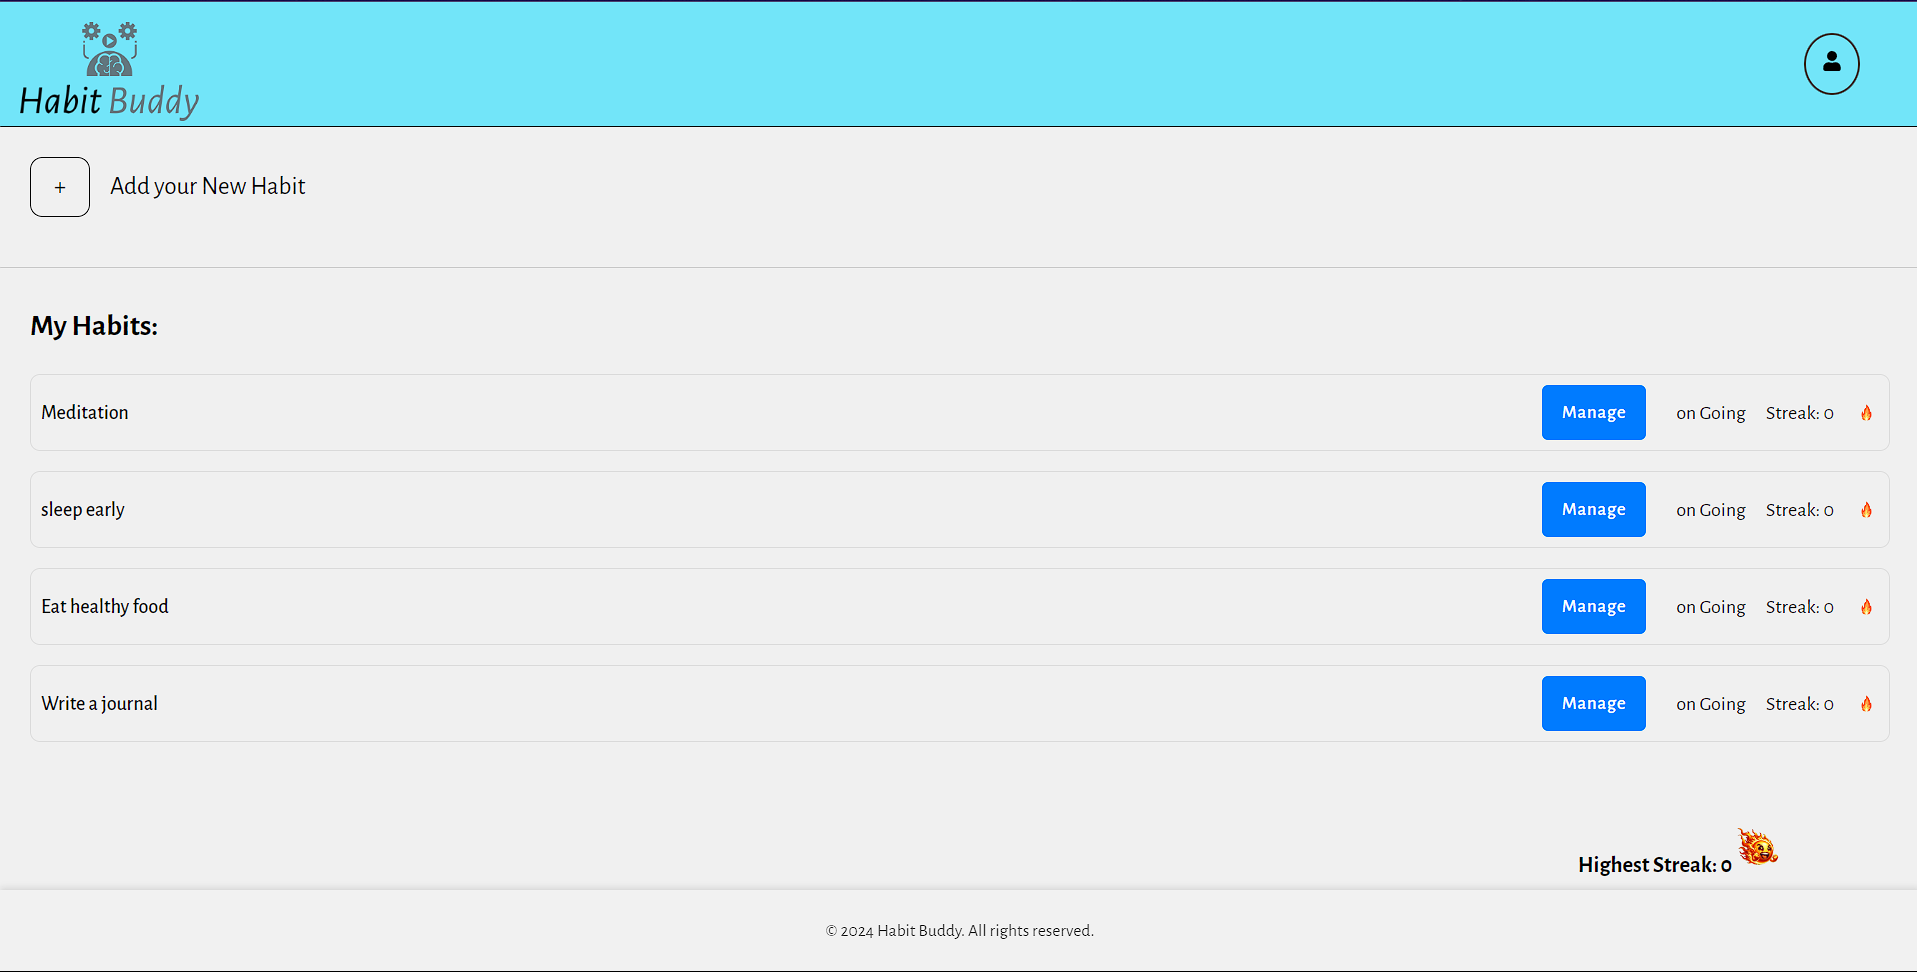 Habit Buddy
+ Add your New Habit
My Habits:
Meditation Manage on Going Streak: 0
sleep early Manage on Going Streak: 0
Eat healthy food Manage on Going Streak: 0
Write a journal Manage on Going Streak: 0
Highest Streak: 0
© 2024 Habit Buddy. All rights reserved.